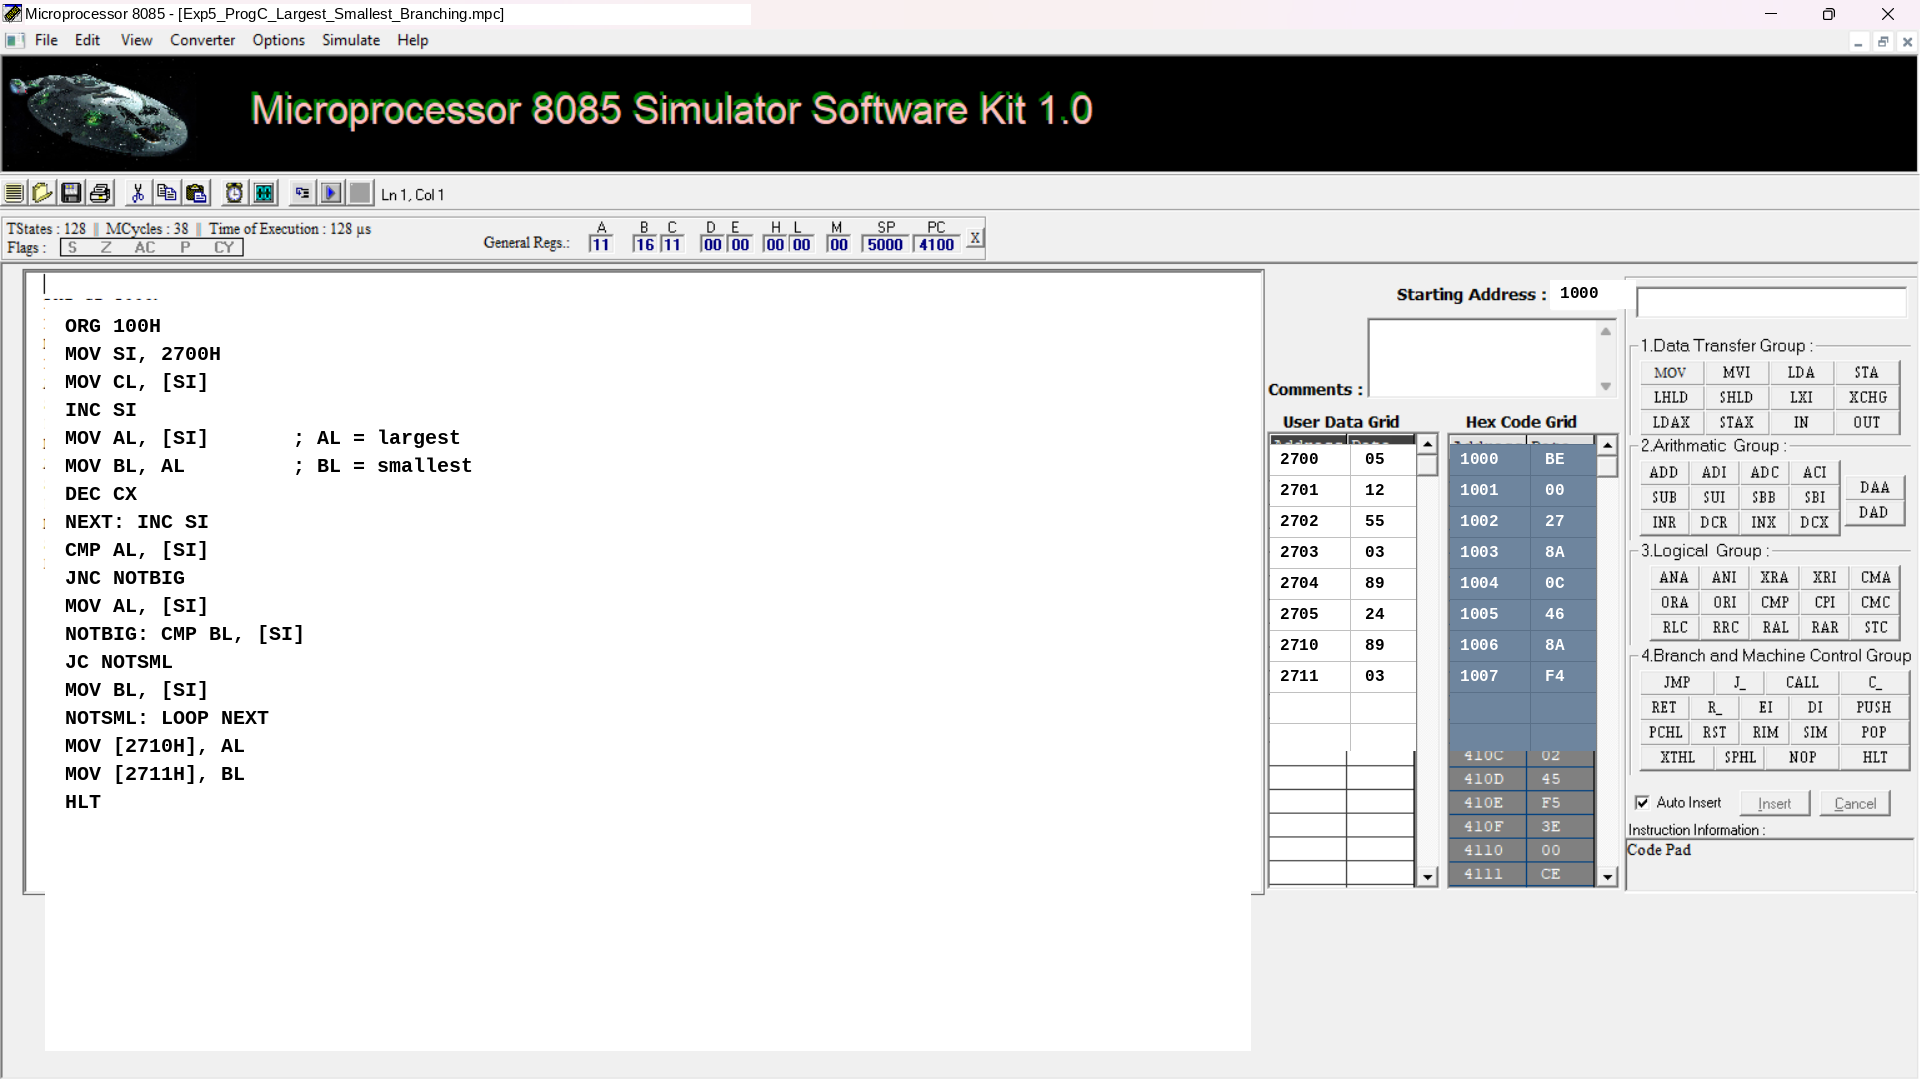 Microprocessor 8085 - [Exp5_ProgC_Largest_Smallest_Branching.mpc]
File Edit View Converter Options Simulate Help
Microprocessor 8085 Simulator Software Kit 1.0
Ln 1, Col 1
TStates : 128 || MCycles : 38 || Time of Execution : 128 µs
Flags : S Z AC P CY
General Regs.:
A B C D E H L M SP PC
11 16 11 00 00 00 00 00 5000 4100 X
ORG 100H
MOV SI, 2700H
MOV CL, [SI]
INC SI
MOV AL, [SI] ; AL = largest
MOV BL, AL ; BL = smallest
DEC CX
NEXT: INC SI
CMP AL, [SI]
JNC NOTBIG
MOV AL, [SI]
NOTBIG: CMP BL, [SI]
JC NOTSML
MOV BL, [SI]
NOTSML: LOOP NEXT
MOV [2710H], AL
MOV [2711H], BL
HLT
Starting Address : 1000
Comments :
User Data Grid
2700 05
2701 12
2702 55
2703 03
2704 89
2705 24
2710 89
2711 03
Hex Code Grid
1000 BE
1001 00
1002 27
1003 8A
1004 0C
1005 46
1006 8A
1007 F4
410C 02
410D 45
410E F5
410F 3E
4110 00
4111 CE
1.Data Transfer Group :
MOV MVI LDA STA
LHLD SHLD LXI XCHG
LDAX STAX IN OUT
2.Arithmatic Group :
ADD ADI ADC ACI
SUB SUI SBB SBI
INR DCR INX DCX
DAA
DAD
3.Logical Group :
ANA ANI XRA XRI CMA
ORA ORI CMP CPI CMC
RLC RRC RAL RAR STC
4.Branch and Machine Control Group
JMP J_ CALL C_
RET R_ EI DI PUSH
PCHL RST RIM SIM POP
XTHL SPHL NOP HLT
Auto Insert Insert Cancel
Instruction Information :
Code Pad